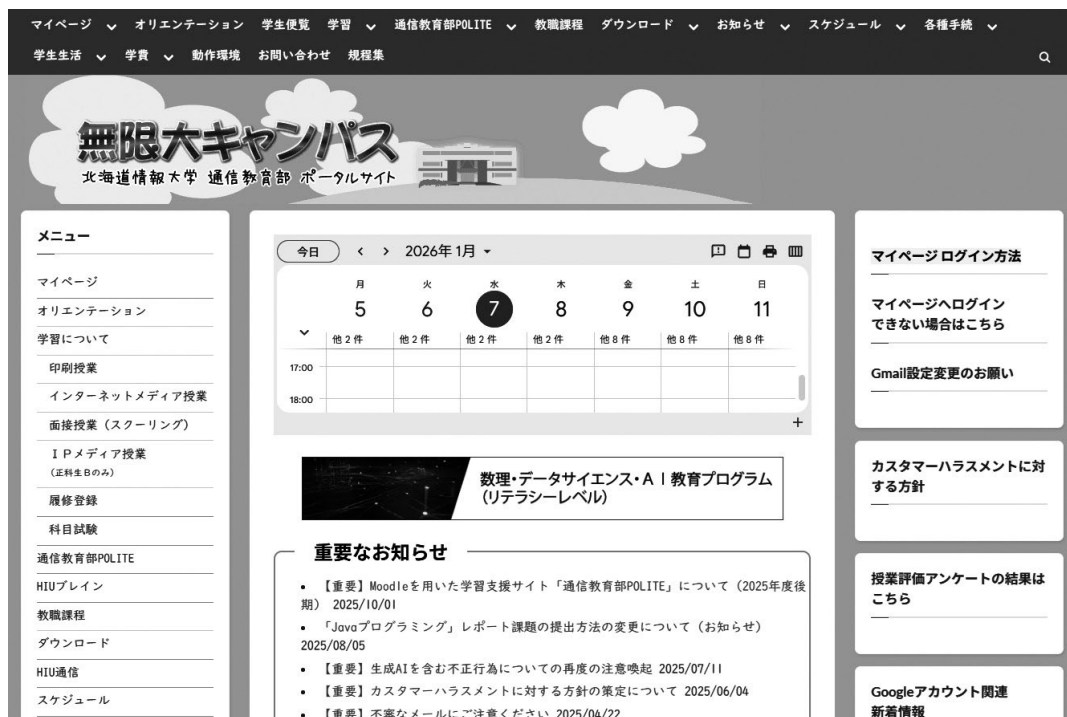 マイページ オリエンテーション 学生便覧 学習 通信教育部POLITE 教職課程 ダウンロード お知らせ スケジュール 各種手続
学生生活 学費 動作環境 お問い合わせ 規程集
無限大キャンパス
北海道情報大学 通信教育部 ポータルサイト
メニュー
マイページ
オリエンテーション
学習について
印刷授業
インターネットメディア授業
面接授業（スクーリング）
ＩＰメディア授業
（正科生Ｂのみ）
履修登録
科目試験
通信教育部POLITE
HIUブレイン
教職課程
ダウンロード
HIU通信
スケジュール
今日 2026年 1月
月 火 水 木 金 土 日
5 6 7 8 9 10 11
他 2 件 他 2 件 他 2 件 他 2 件 他 8 件 他 8 件 他 8 件
17:00
18:00
数理・データサイエンス・ＡＩ教育プログラム
（リテラシーレベル）
重要なお知らせ
・ 【重要】Moodleを用いた学習支援サイト「通信教育部POLITE」について（2025年度後
期） 2025/10/01
・ 「Javaプログラミング」レポート課題の提出方法の変更について（お知らせ）
2025/08/05
・ 【重要】生成AIを含む不正行為についての再度の注意喚起 2025/07/11
・ 【重要】カスタマーハラスメントに対する方針の策定について 2025/06/04
・ 【重要】不審なメールにご注意ください 2025/04/22
マイページ ログイン方法
マイページへログイン
できない場合はこちら
Gmail設定変更のお願い
カスタマーハラスメントに対
する方針
授業評価アンケートの結果は
こちら
Googleアカウント関連
新着情報